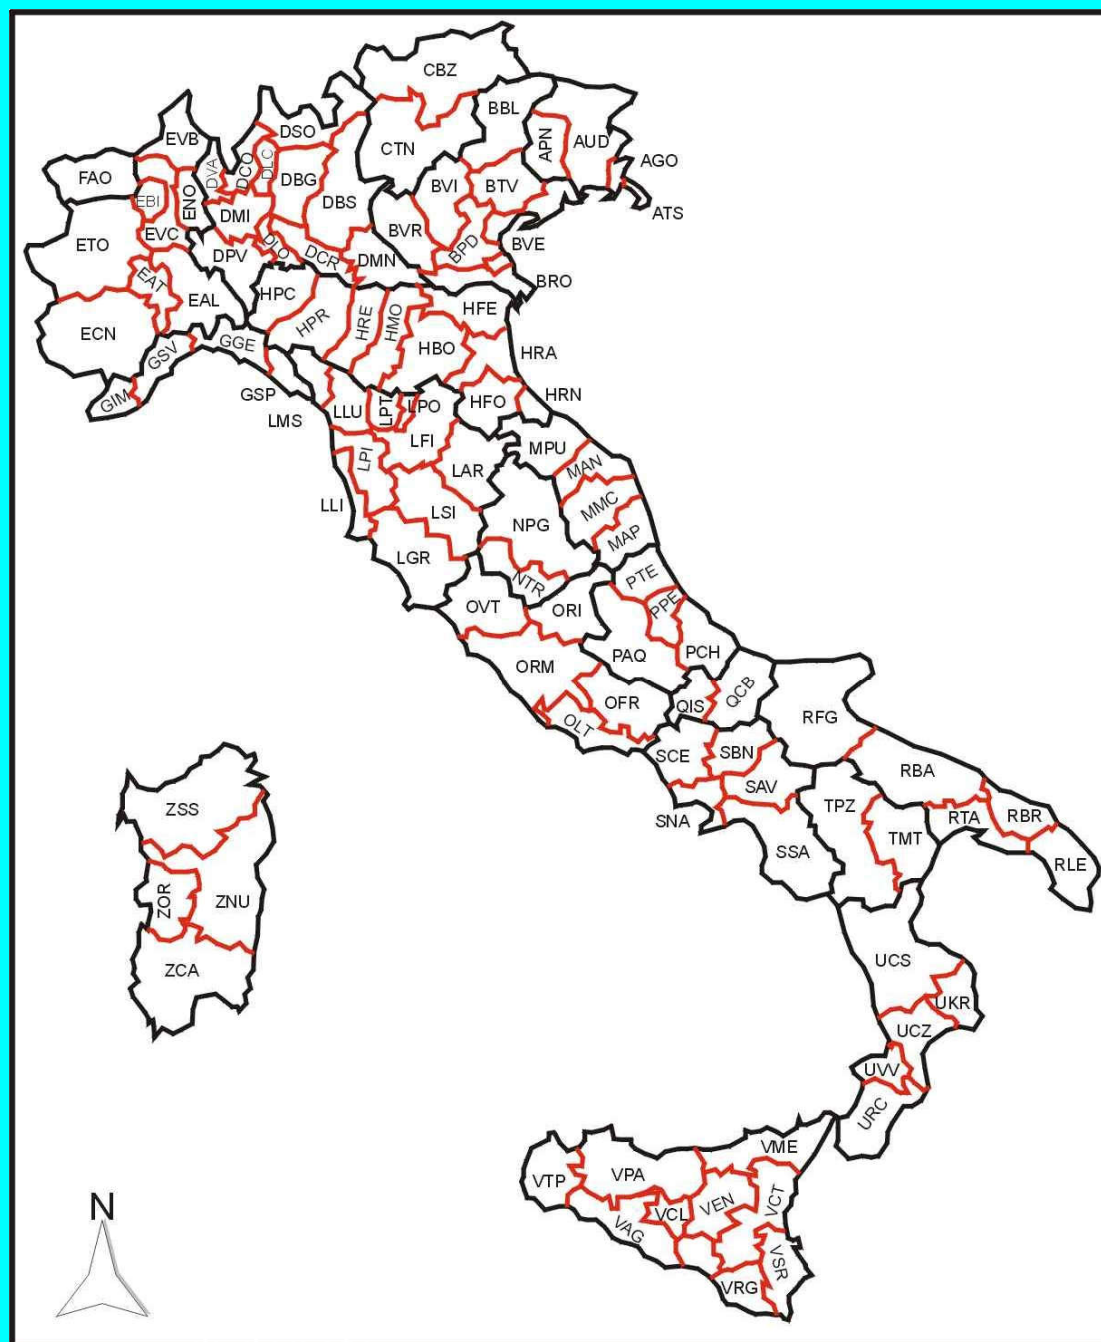 CBZ
BBL
DSO
EVB
CTN
APN
AUD
AGO
FAO
DVA
DCO
DLC
DBG
BVI
BTV
EBI
ENO
DBS
ATS
DMI
BVR
BPD
BVE
ETO
EVC
DPV
DLO
DCR
DMN
BRO
EAT
EAL
HPC
HPR
HRE
HMO
HFE
ECN
GSV
GGE
HBO
HRA
GIM
GSP
HFO
HRN
LMS
LLU
LPT
LPO
LFI
MPU
LPI
LAR
MAN
LLI
LSI
MMC
NPG
MAP
LGR
NTR
PTE
OVT
ORI
PPE
PAQ
PCH
ORM
OFR
QIS
QCB
OLT
RFG
SCE
SBN
RBA
SAV
ZSS
TPZ
SNA
RTA
RBR
SSA
TMT
RLE
ZOR
ZNU
UCS
ZCA
UKR
UCZ
UVV
URC
VME
VTP
VPA
VEN
VCT
N
VCL
VAG
VSR
VRG